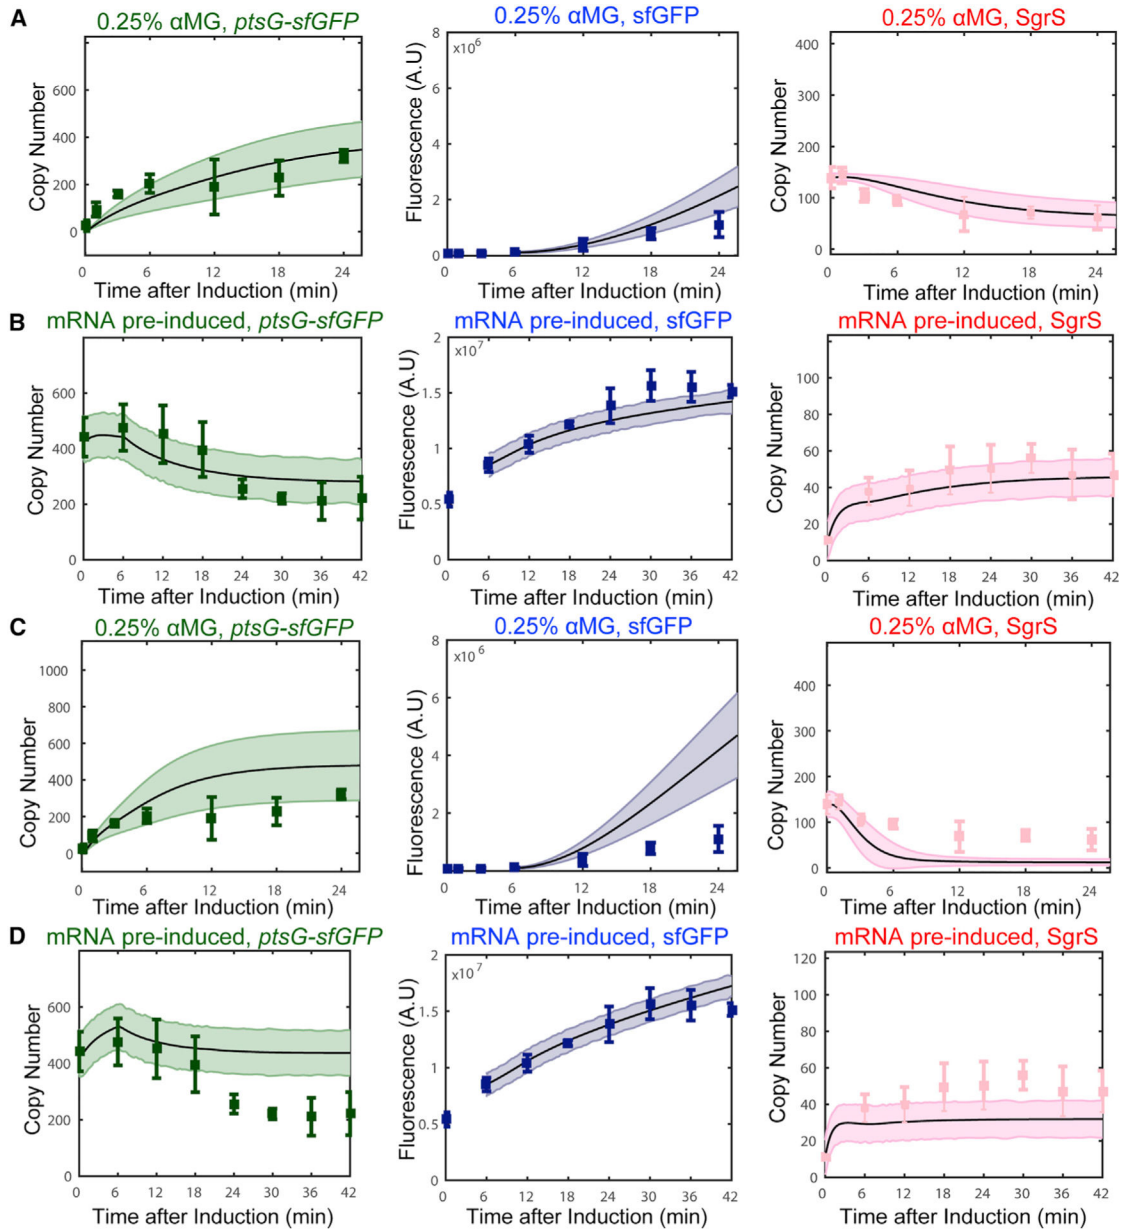 A
0.25% αMG, ptsG-sfGFP
0.25% αMG, sfGFP
0.25% αMG, SgrS
Copy Number
600
400
200
0
0 6 12 18 24
Time after Induction (min)
Fluorescence (A.U)
x10⁶
8
6
4
2
0
0 6 12 18 24
Time after Induction (min)
Copy Number
400
300
200
100
0
0 6 12 18 24
Time after Induction (min)
B
mRNA pre-induced, ptsG-sfGFP
mRNA pre-induced, sfGFP
mRNA pre-induced, SgrS
Copy Number
600
400
200
0
0 6 12 18 24 30 36 42
Time after Induction (min)
Fluorescence (A.U)
x10⁷
2
1.5
1
0.5
0
0 6 12 18 24 30 36 42
Time after Induction (min)
Copy Number
100
80
60
40
20
0
0 6 12 18 24 30 36 42
Time after Induction (min)
C
0.25% αMG, ptsG-sfGFP
0.25% αMG, sfGFP
0.25% αMG, SgrS
Copy Number
1000
800
600
400
200
0
0 6 12 18 24
Time after Induction (min)
Fluorescence (A.U)
x10⁶
8
6
4
2
0 6 12 18 24
Time after Induction (min)
Copy Number
400
300
200
100
0
0 6 12 18 24
Time after Induction (min)
D
mRNA pre-induced, ptsG-sfGFP
mRNA pre-induced, sfGFP
mRNA pre-induced, SgrS
Copy Number
600
400
200
0
0 6 12 18 24 30 36 42
Time after Induction (min)
Fluorescence (A.U)
x10⁷
2
1.5
1
0.5
0
0 6 12 18 24 30 36 42
Time after Induction (min)
Copy Number
120
100
80
60
40
20
0
0 6 12 18 24 30 36 42
Time after Induction (min)